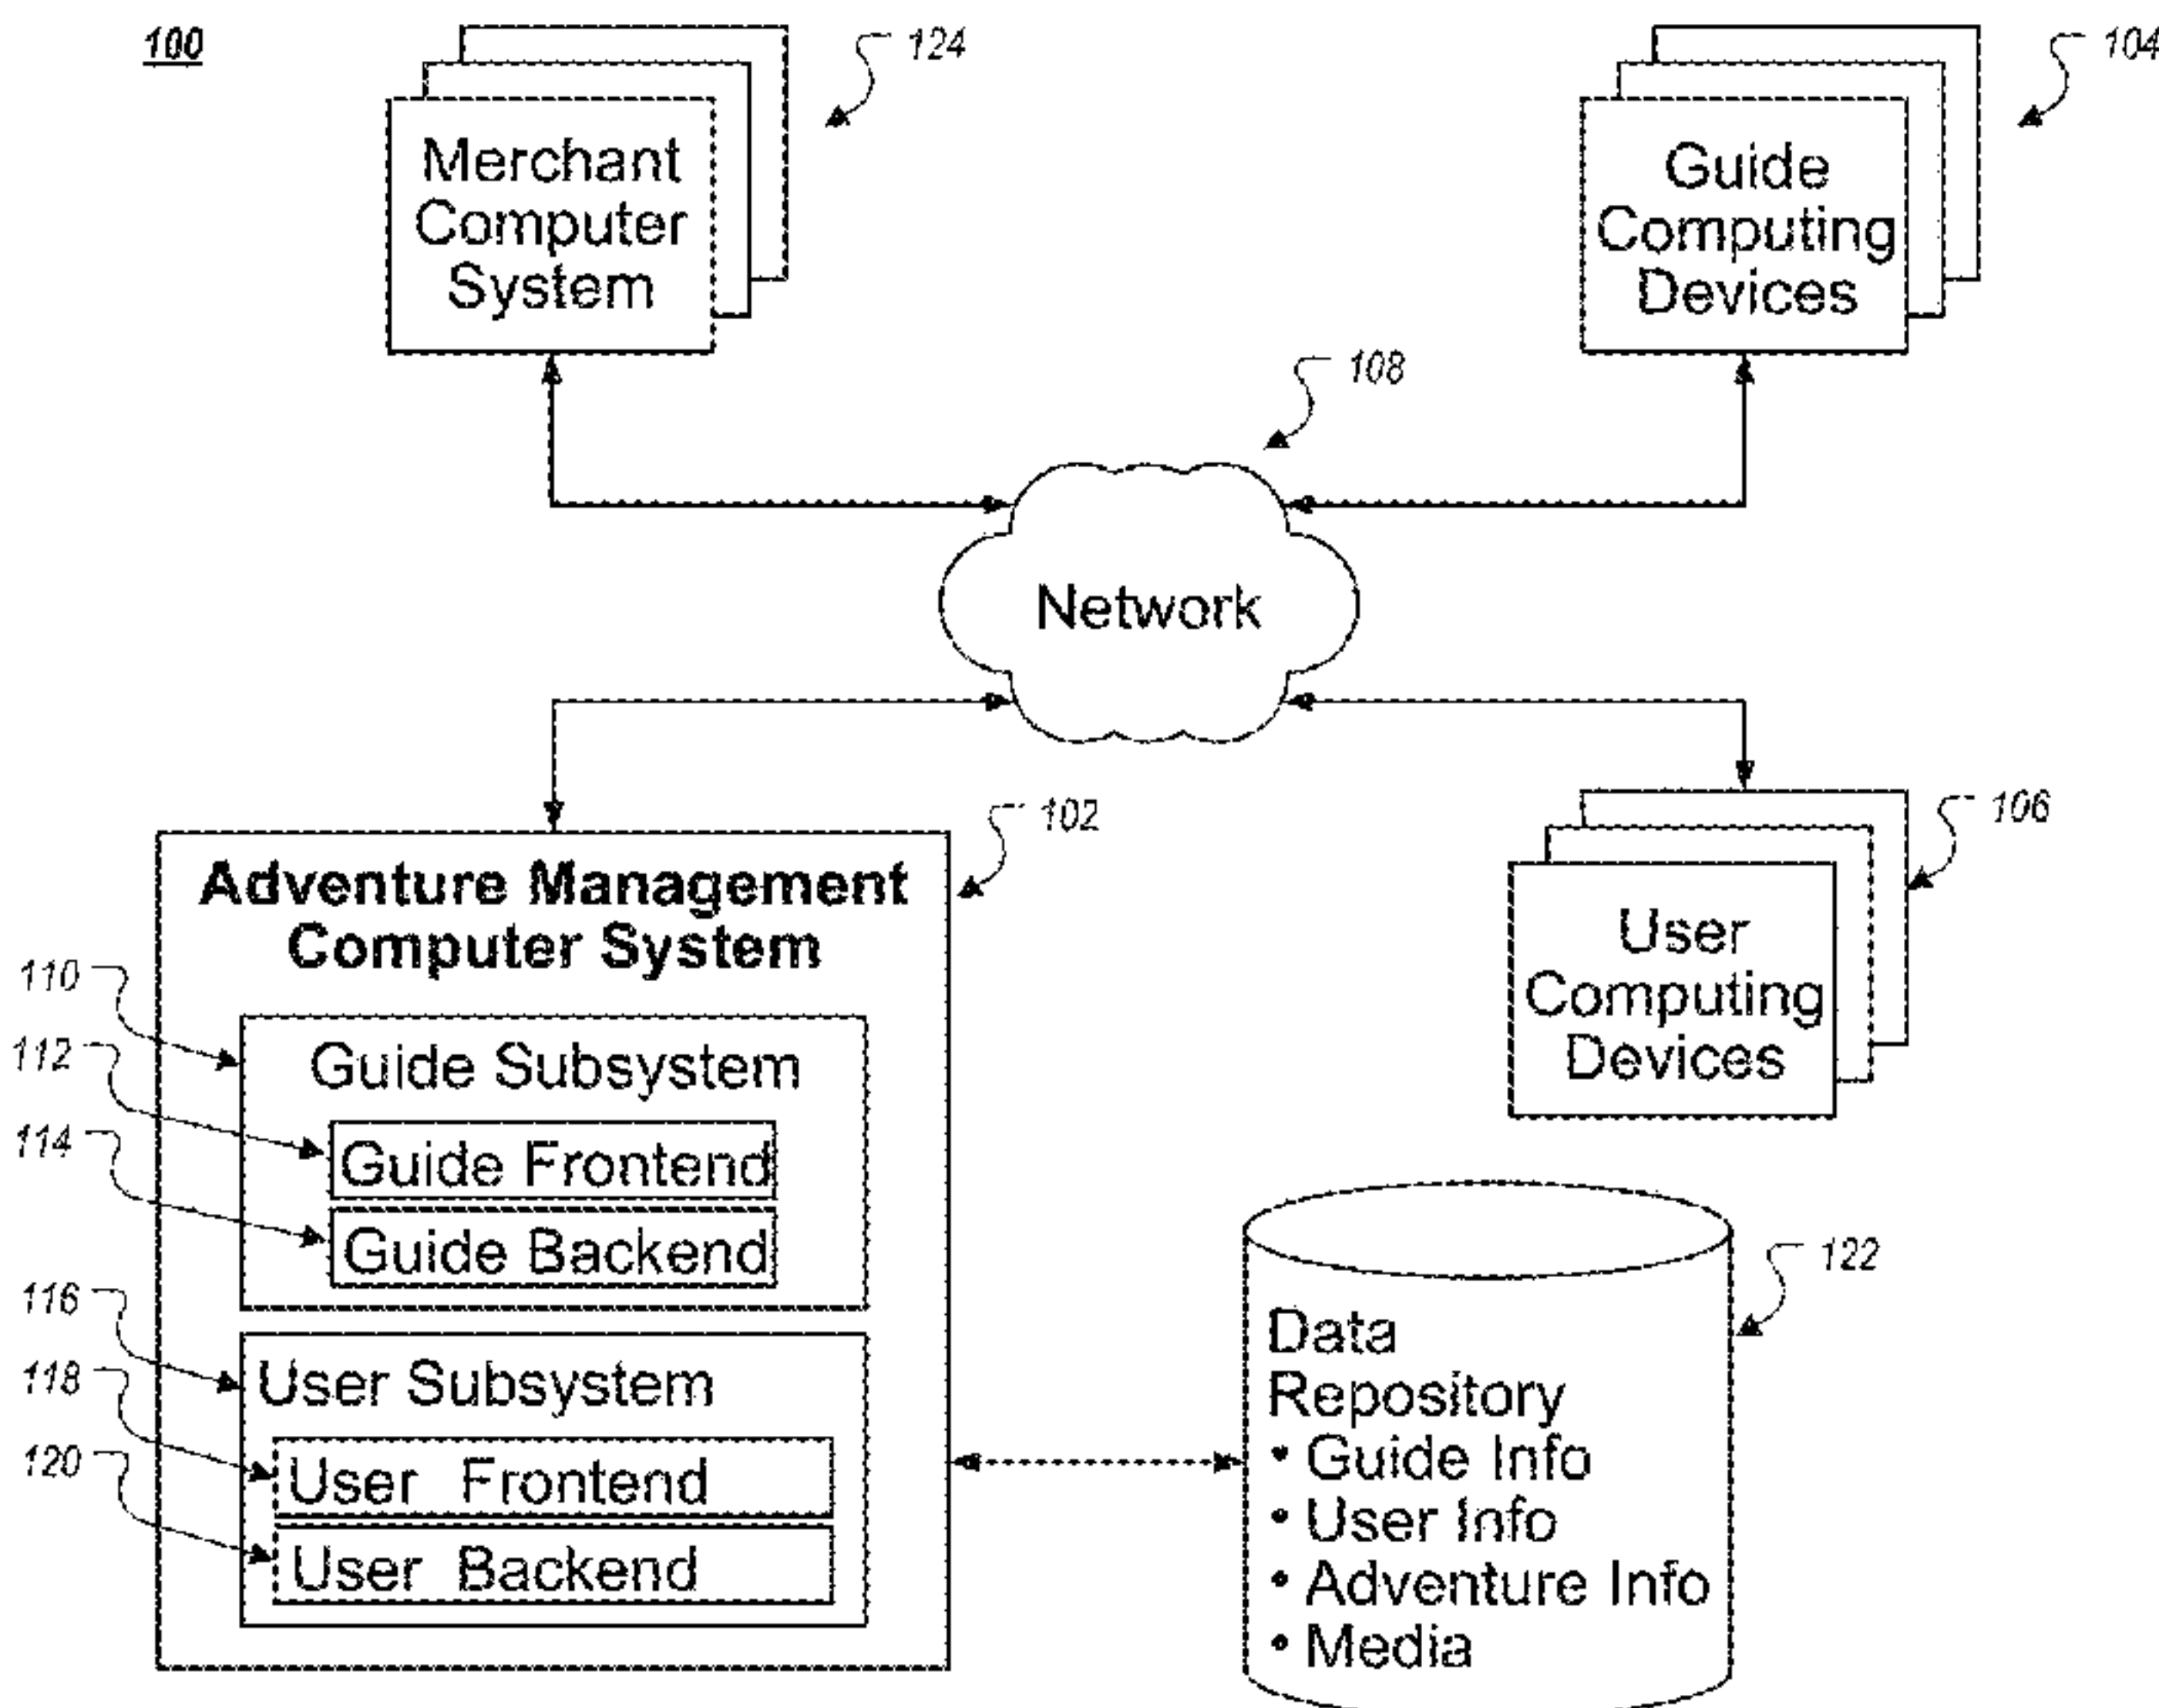 100
124
104
Merchant
Computer
System
Guide
Computing
Devices
108
Network
102
106
Adventure Management
Computer System
User
Computing
Devices
110
Guide Subsystem
112
Guide Frontend
114
Guide Backend
116
User Subsystem
118
User Frontend
120
User Backend
122
Data
Repository
• Guide Info
• User Info
• Adventure Info
• Media